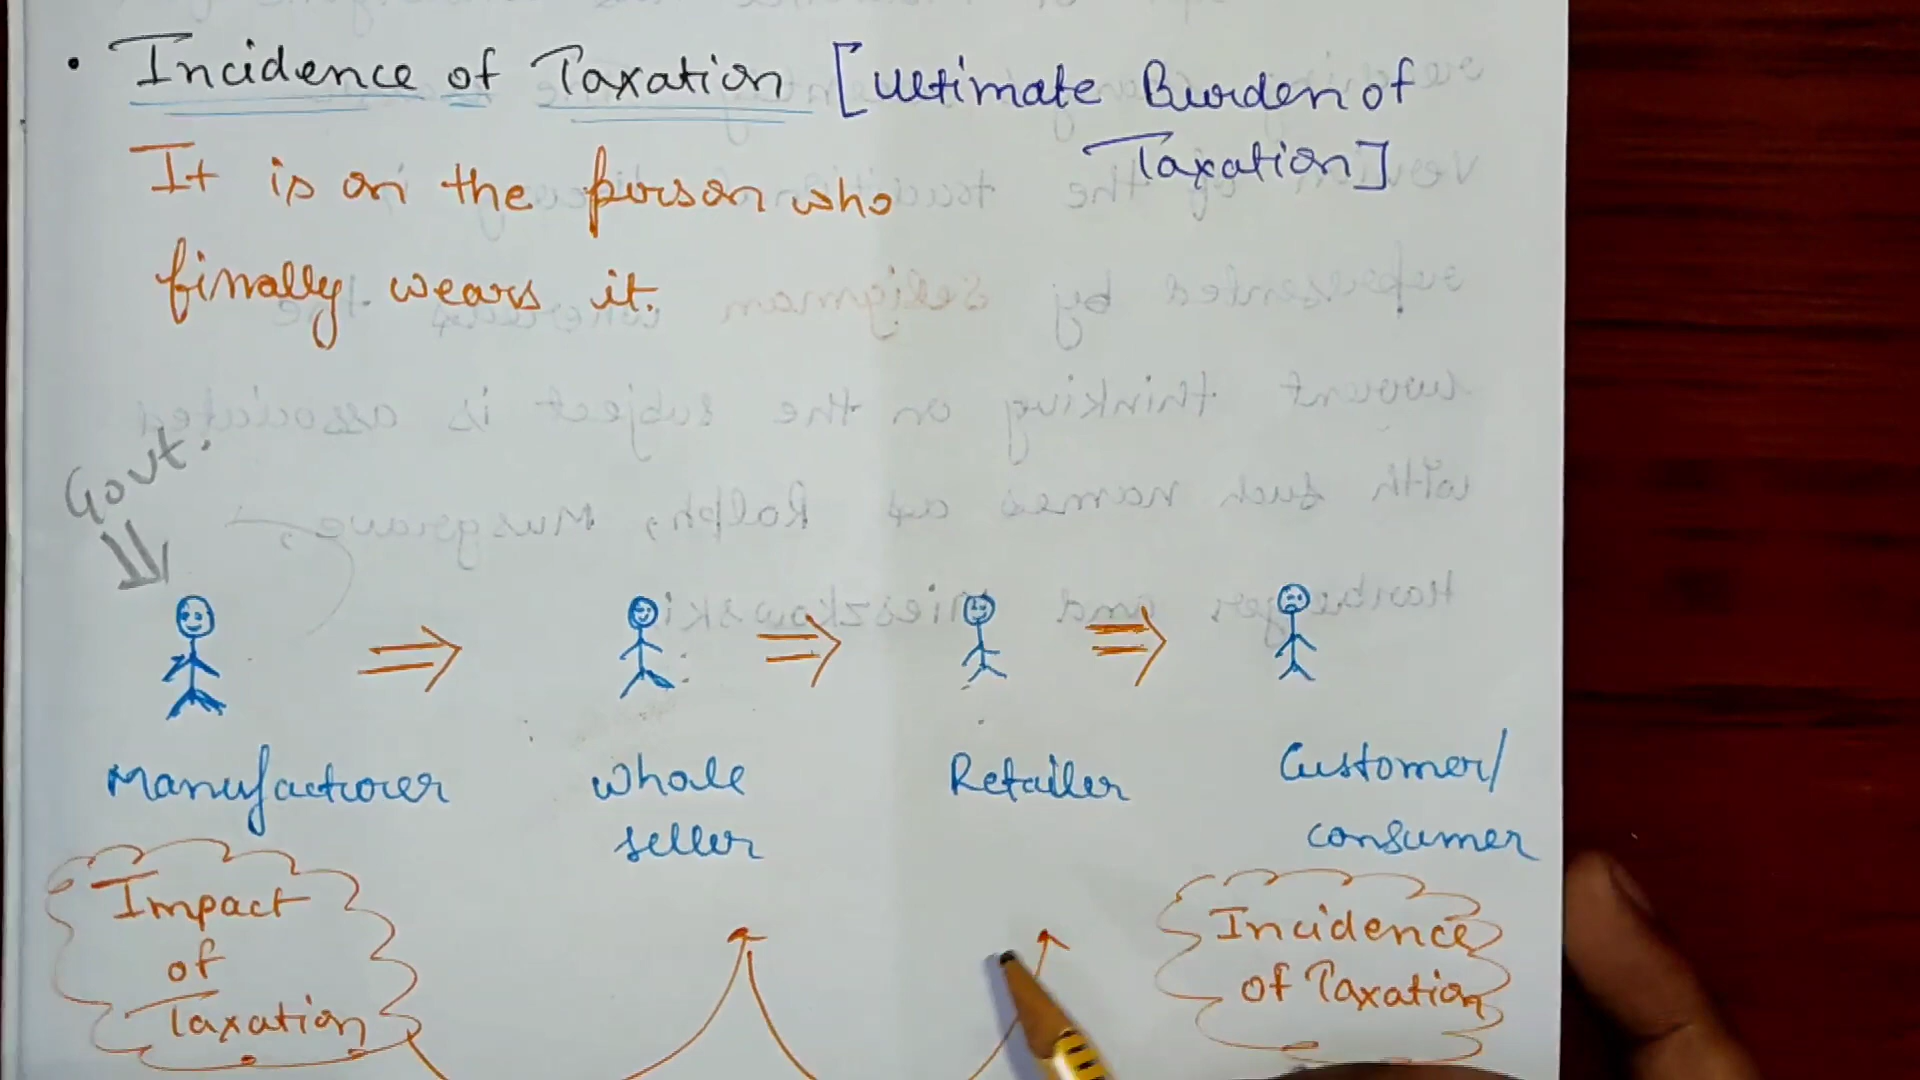 • Incidence of Taxation [Ultimate Burden of
Taxation]
It is on the person who
finally wears it.
Govt.
Manufacturer
Whole
seller
Retailer
Customer/
consumer
Impact
of
Taxation
Incidence
of Taxation